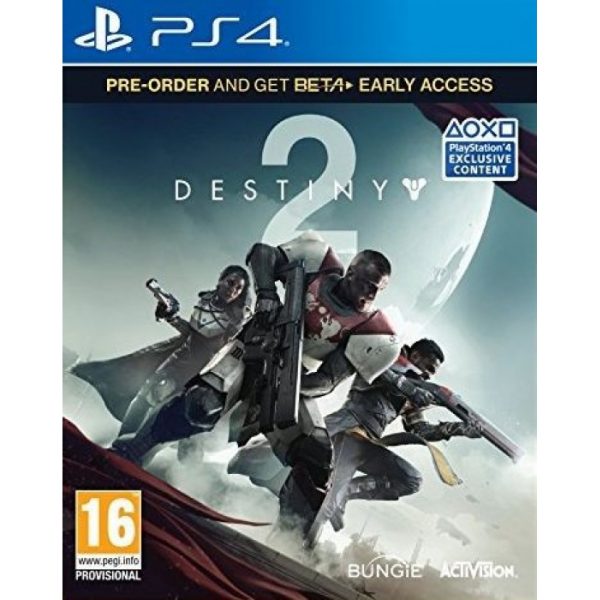 PS4
PRE-ORDER AND GET BETA EARLY ACCESS
2
DESTINY
PlayStation 4
EXCLUSIVE
CONTENT
16
www.pegi.info
PROVISIONAL
BUNGiE ACTIVISION.